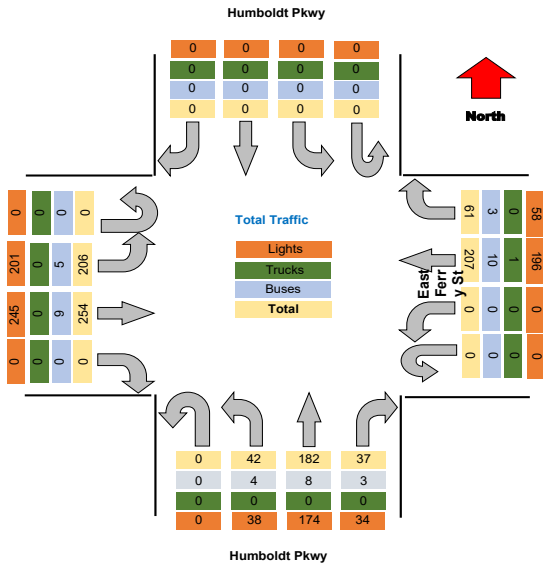 Humboldt Pkwy
0 0 0 0
0 0 0 0
0 0 0 0
0 0 0 0
North
0 0 0 0
201 0 5 206
245 0 9 254
0 0 0 0
Total Traffic
Lights
Trucks
Buses
Total
61 3 0 58
207 10 1 196
0 0 0 0
0 0 0 0
East
Ferr
y St
0 42 182 37
0 4 8 3
0 0 0 0
0 38 174 34
Humboldt Pkwy